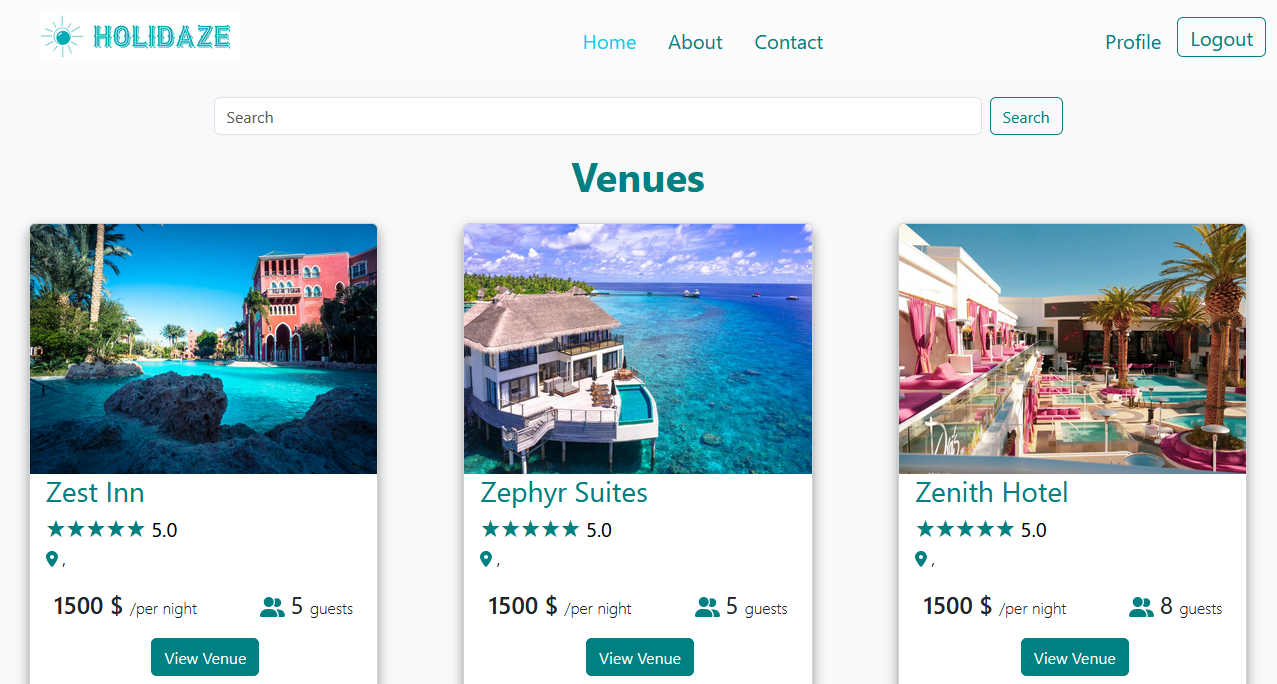 HOLIDAZE
Home About Contact
Profile Logout
Search Search
Venues
Zest Inn
5.0
,
1500 $ /per night 5 guests
View Venue
Zephyr Suites
5.0
,
1500 $ /per night 5 guests
View Venue
Zenith Hotel
5.0
,
1500 $ /per night 8 guests
View Venue